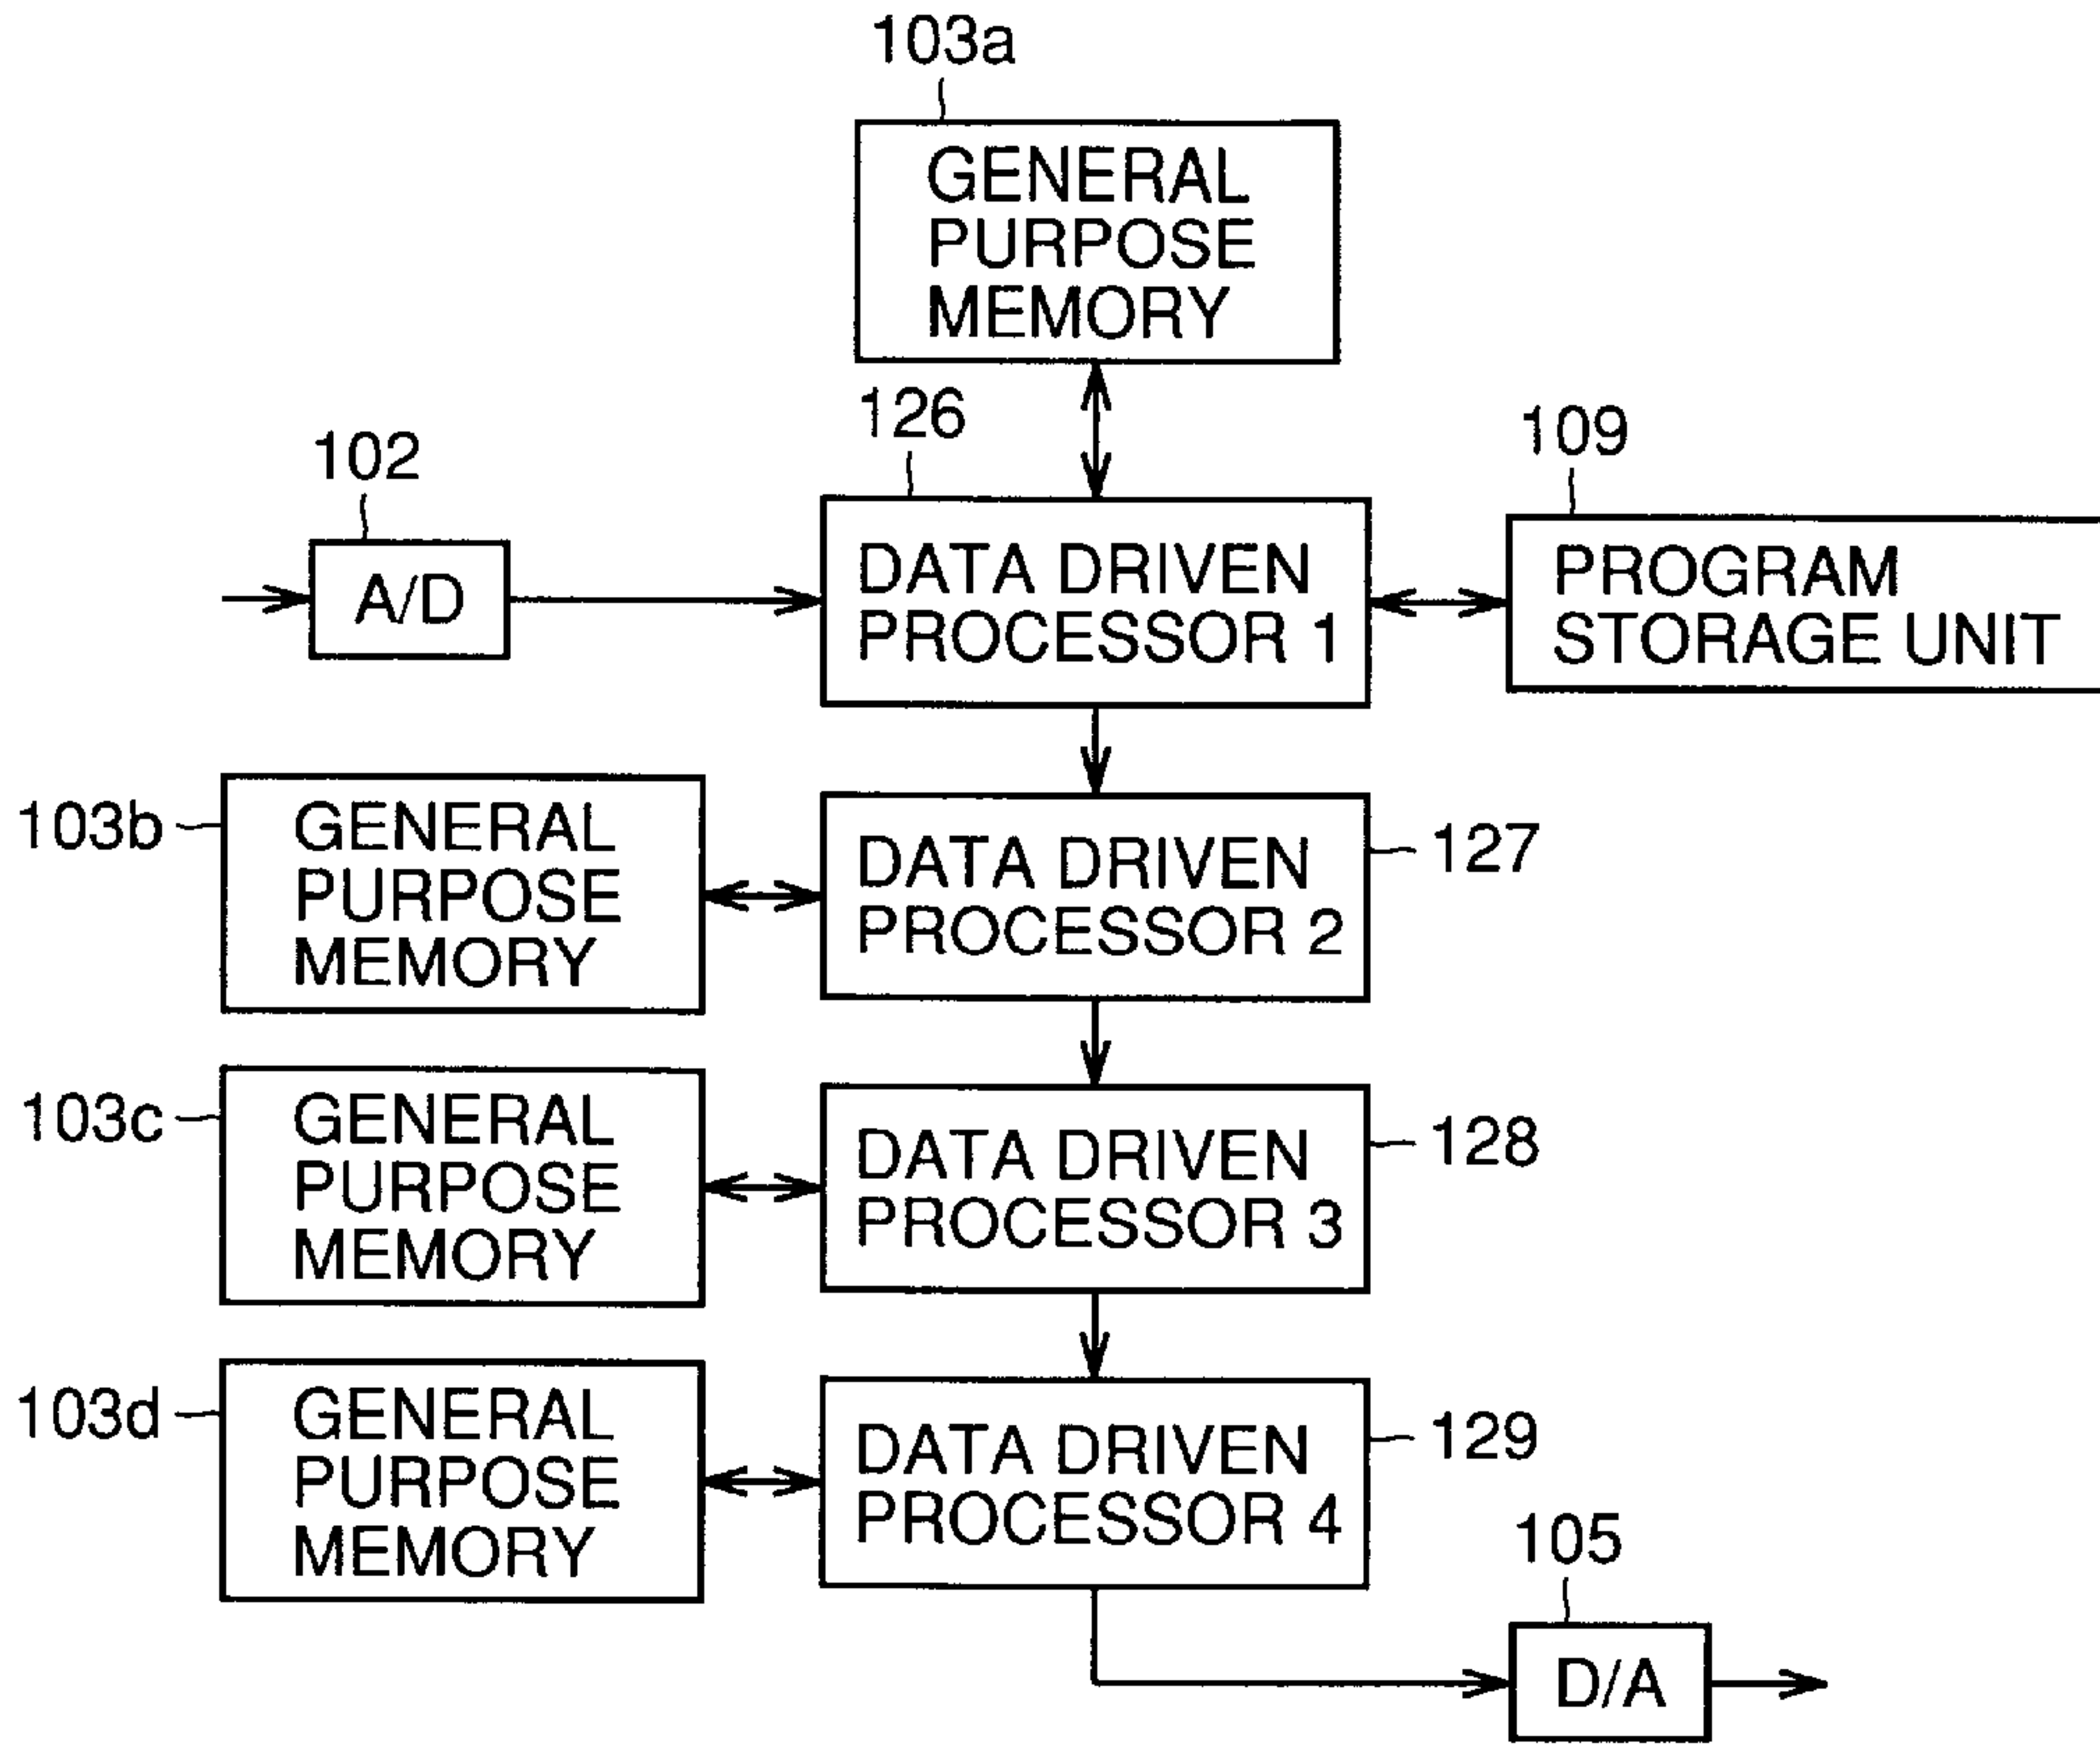 103a
GENERAL
PURPOSE
MEMORY
126
109
102
A/D
DATA DRIVEN
PROCESSOR 1
PROGRAM
STORAGE UNIT
103b
GENERAL
PURPOSE
MEMORY
DATA DRIVEN
PROCESSOR 2
127
103c
GENERAL
PURPOSE
MEMORY
DATA DRIVEN
PROCESSOR 3
128
103d
GENERAL
PURPOSE
MEMORY
DATA DRIVEN
PROCESSOR 4
129
105
D/A